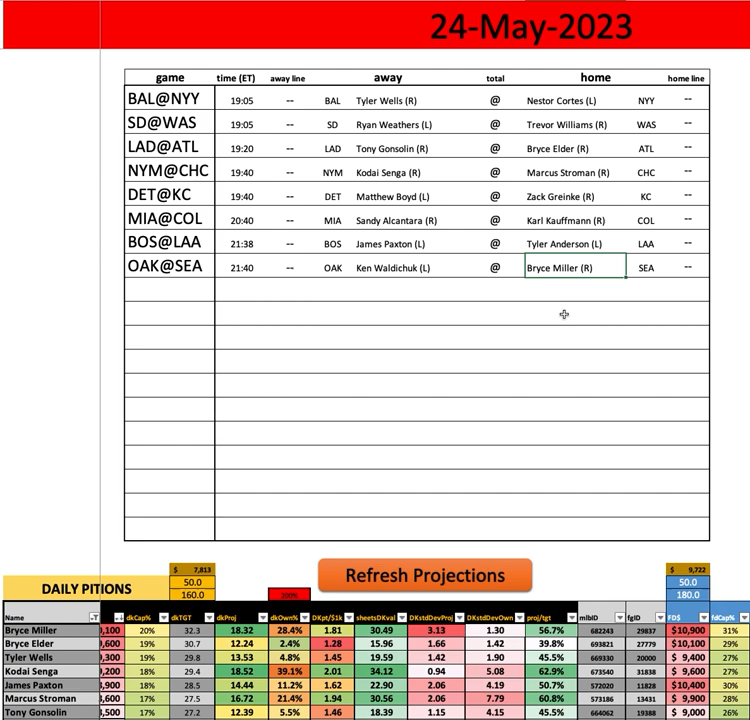 24-May-2023
game time (ET) away line away total home home line
BAL@NYY 19:05 -- BAL Tyler Wells (R) @ Nestor Cortes (L) NYY --
SD@WAS 19:05 -- SD Ryan Weathers (L) @ Trevor Williams (R) WAS --
LAD@ATL 19:20 -- LAD Tony Gonsolin (R) @ Bryce Elder (R) ATL --
NYM@CHC 19:40 -- NYM Kodai Senga (R) @ Marcus Stroman (R) CHC --
DET@KC 19:40 -- DET Matthew Boyd (L) @ Zack Greinke (R) KC --
MIA@COL 20:40 -- MIA Sandy Alcantara (R) @ Karl Kauffmann (R) COL --
BOS@LAA 21:38 -- BOS James Paxton (L) @ Tyler Anderson (L) LAA --
OAK@SEA 21:40 -- OAK Ken Waldichuk (L) @ Bryce Miller (R) SEA --
$ 7,813 $ 9,722
Refresh Projections
DAILY PITIONS 50.0 50.0
160.0 200% 180.0
Name dkCap% dkTGT dkProj dkOwn% DKpt/$1k sheetsDKval DKstdDevProj DKstdDevOwn proj/tgt mlbID fgID FD$ fdCap%
Bryce Miller ,100 20% 32.3 18.32 28.4% 1.81 30.49 3.13 1.30 56.7% 682243 29837 $10,900 31%
Bryce Elder ,600 19% 30.7 12.24 2.4% 1.28 15.96 1.66 1.42 39.8% 693821 27779 $10,100 29%
Tyler Wells ,300 19% 29.8 13.53 4.8% 1.45 19.59 1.42 1.90 45.5% 669330 20000 $ 9,400 27%
Kodai Senga ,200 18% 29.4 18.52 39.1% 2.01 34.12 0.94 5.08 62.9% 673540 31838 $ 9,600 27%
James Paxton ,900 18% 28.5 14.44 11.2% 1.62 22.90 2.06 4.19 50.7% 572020 11828 $10,400 30%
Marcus Stroman ,600 17% 27.5 16.72 21.4% 1.94 30.56 2.06 7.79 60.8% 573186 13431 $ 9,900 28%
Tony Gonsolin ,500 17% 27.2 12.39 5.5% 1.46 18.39 1.15 4.15 45.5% 664062 19388 $ 9,000 26%